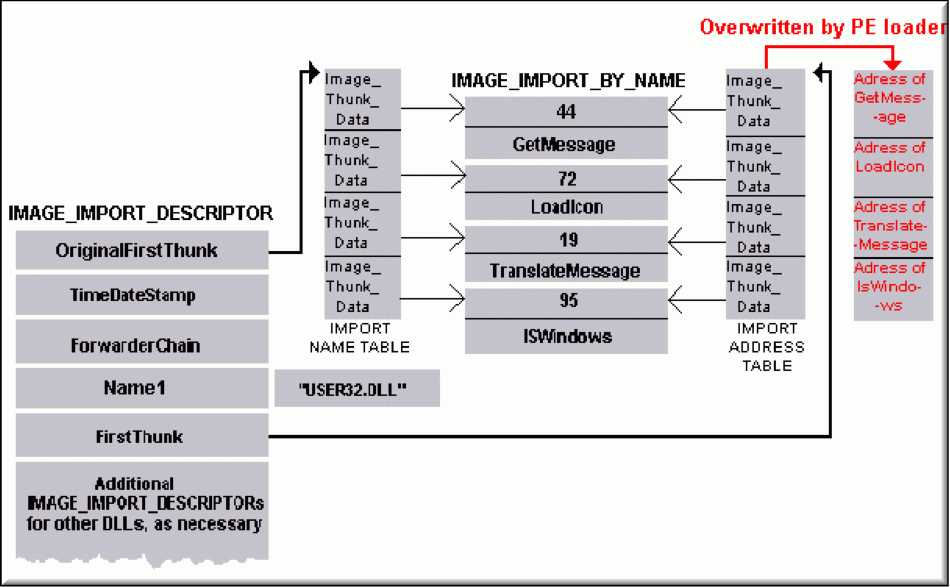 Overwritten by PE loader
IMAGE_IMPORT_DESCRIPTOR
OriginalFirstThunk
TimeDateStamp
ForwarderChain
Name1
"USER32.DLL"
FirstThunk
Additional
IMAGE_IMPORT_DESCRIPTORs
for other DLLs, as necessary
Image_
Thunk_
Data
Image_
Thunk_
Data
Image_
Thunk_
Data
Image_
Thunk_
Data
IMPORT
NAME TABLE
IMAGE_IMPORT_BY_NAME
44
GetMessage
72
LoadIcon
19
TranslateMessage
95
ISWindows
Image_
Thunk_
Data
Image_
Thunk_
Data
Image_
Thunk_
Data
Image_
Thunk_
Data
IMPORT
ADDRESS
TABLE
Adress of
GetMess-
-age
Adress of
LoadIcon
Adress of
Translate-
-Message
Adress of
IsWindo-
-ws